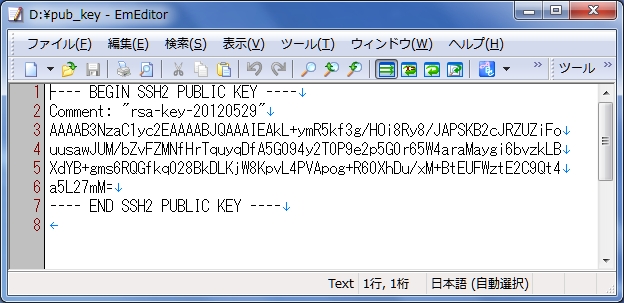 D:¥pub_key - EmEditor
ファイル(F) 編集(E) 検索(S) 表示(V) ツール(T) ウィンドウ(W) ヘルプ(H)
» ツール »
1 ---- BEGIN SSH2 PUBLIC KEY ----↓
2 Comment: "rsa-key-20120529"↓
3 AAAAB3NzaC1yc2EAAAABJQAAAIEAkL+ymR5kf3g/HOi8Ry8/JAPSKB2cJRZUZiFo↓
4 uusawJUM/bZvFZMNfHrTquyqDfA5G094y2TOP9e2p5GOr65W4araMaygi6bvzkLB↓
5 XdYB+gms6RQGfkq028BkDLKjW8KpvL4PVApog+R60XhDu/xM+BtEUFWztE2C9Qt4↓
6 a5L27mM=↓
7 ---- END SSH2 PUBLIC KEY ----↓
8 ←
Text 1行, 1桁 日本語 (自動選択)